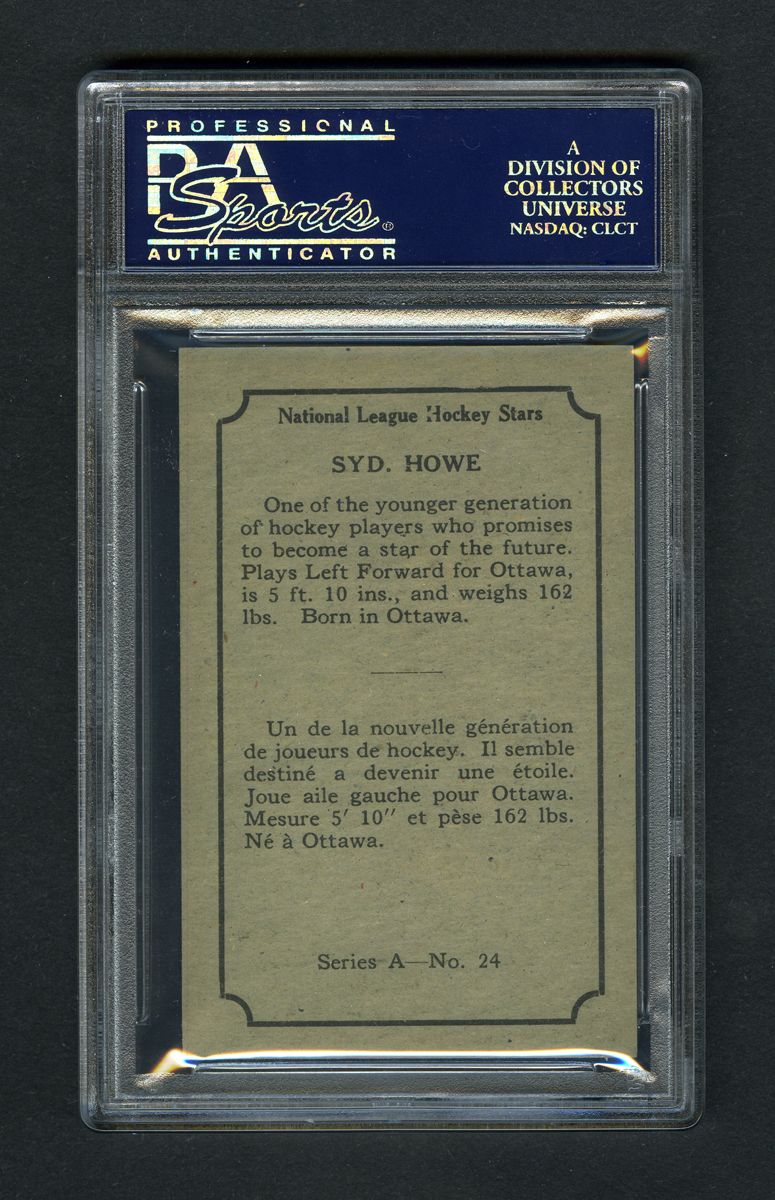 PROFESSIONAL
PSA
Sports®
AUTHENTICATOR
A
DIVISION OF
COLLECTORS
UNIVERSE
NASDAQ: CLCT
National League Hockey Stars
SYD. HOWE
One of the younger generation
of hockey players who promises
to become a star of the future.
Plays Left Forward for Ottawa,
is 5 ft. 10 ins., and weighs 162
lbs. Born in Ottawa.
Un de la nouvelle génération
de joueurs de hockey. Il semble
destiné a devenir une étoile.
Joue aile gauche pour Ottawa.
Mesure 5′ 10″ et pèse 162 lbs.
Né à Ottawa.
Series A—No. 24